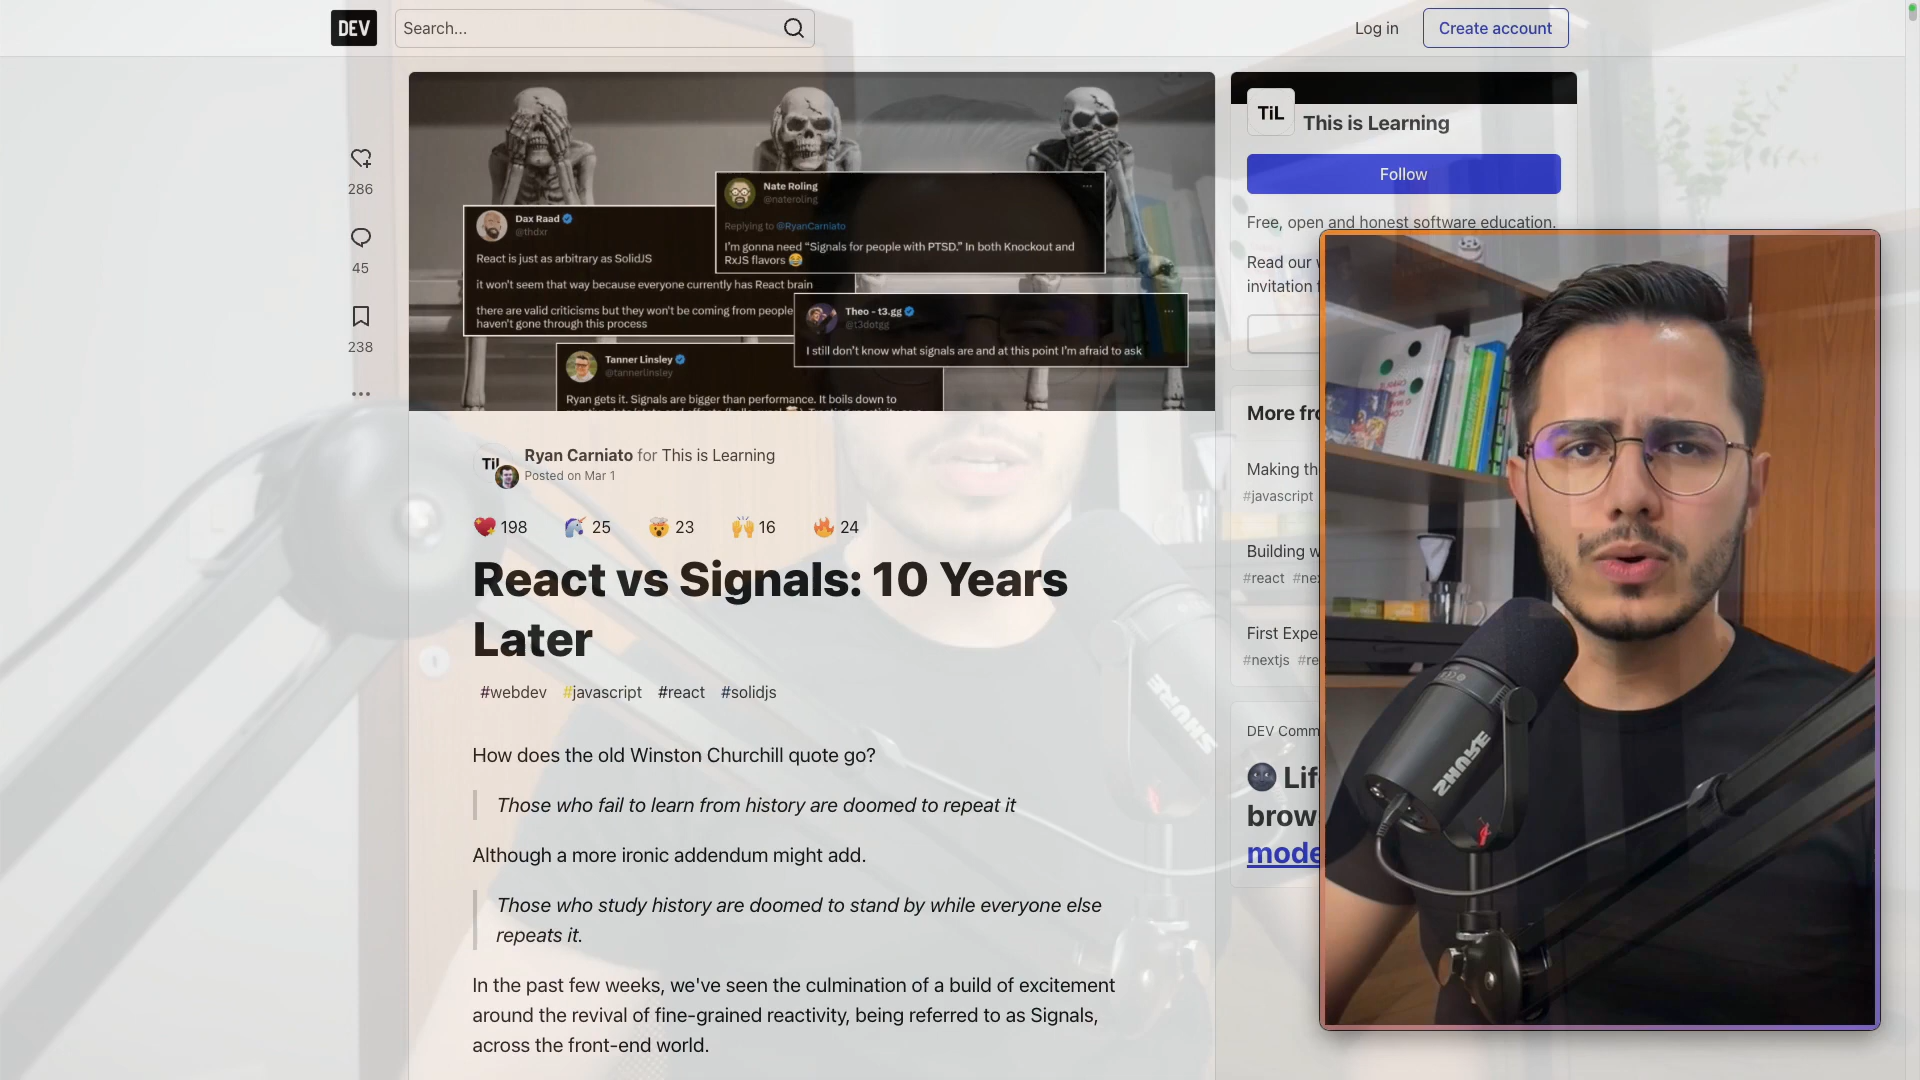 DEV
Search...
Log in
Create account
286
45
238
Dax Raad
@thdxr
React is just as arbitrary as SolidJS
it won't seem that way because everyone currently has React brain
there are valid criticisms but they won't be coming from people
haven't gone through this process
Nate Roling
@nateroling
Replying to @RyanCarniato
I'm gonna need “Signals for people with PTSD.” In both Knockout and
RxJS flavors 😂
Theo - t3.gg
@t3dotgg
I still don't know what signals are and at this point I'm afraid to ask
Tanner Linsley
@tannerlinsley
Ryan gets it. Signals are bigger than performance. It boils down to
TiL
Ryan Carniato for This is Learning
Posted on Mar 1
💖 198 🦄 25 🤯 23 🙌 16 🔥 24
React vs Signals: 10 Years
Later
#webdev #javascript #react #solidjs
How does the old Winston Churchill quote go?
Those who fail to learn from history are doomed to repeat it
Although a more ironic addendum might add.
Those who study history are doomed to stand by while everyone else
repeats it.
In the past few weeks, we've seen the culmination of a build of excitement
around the revival of fine-grained reactivity, being referred to as Signals,
across the front-end world.
TiL
This is Learning
Follow
Free, open and honest software education.
Read our
More fr
Making th
#javascript
Building w
#react #ne
First Expe
#nextjs #re
DEV Comm
🌚 Lif
brow
mode
SHURE
SHURE